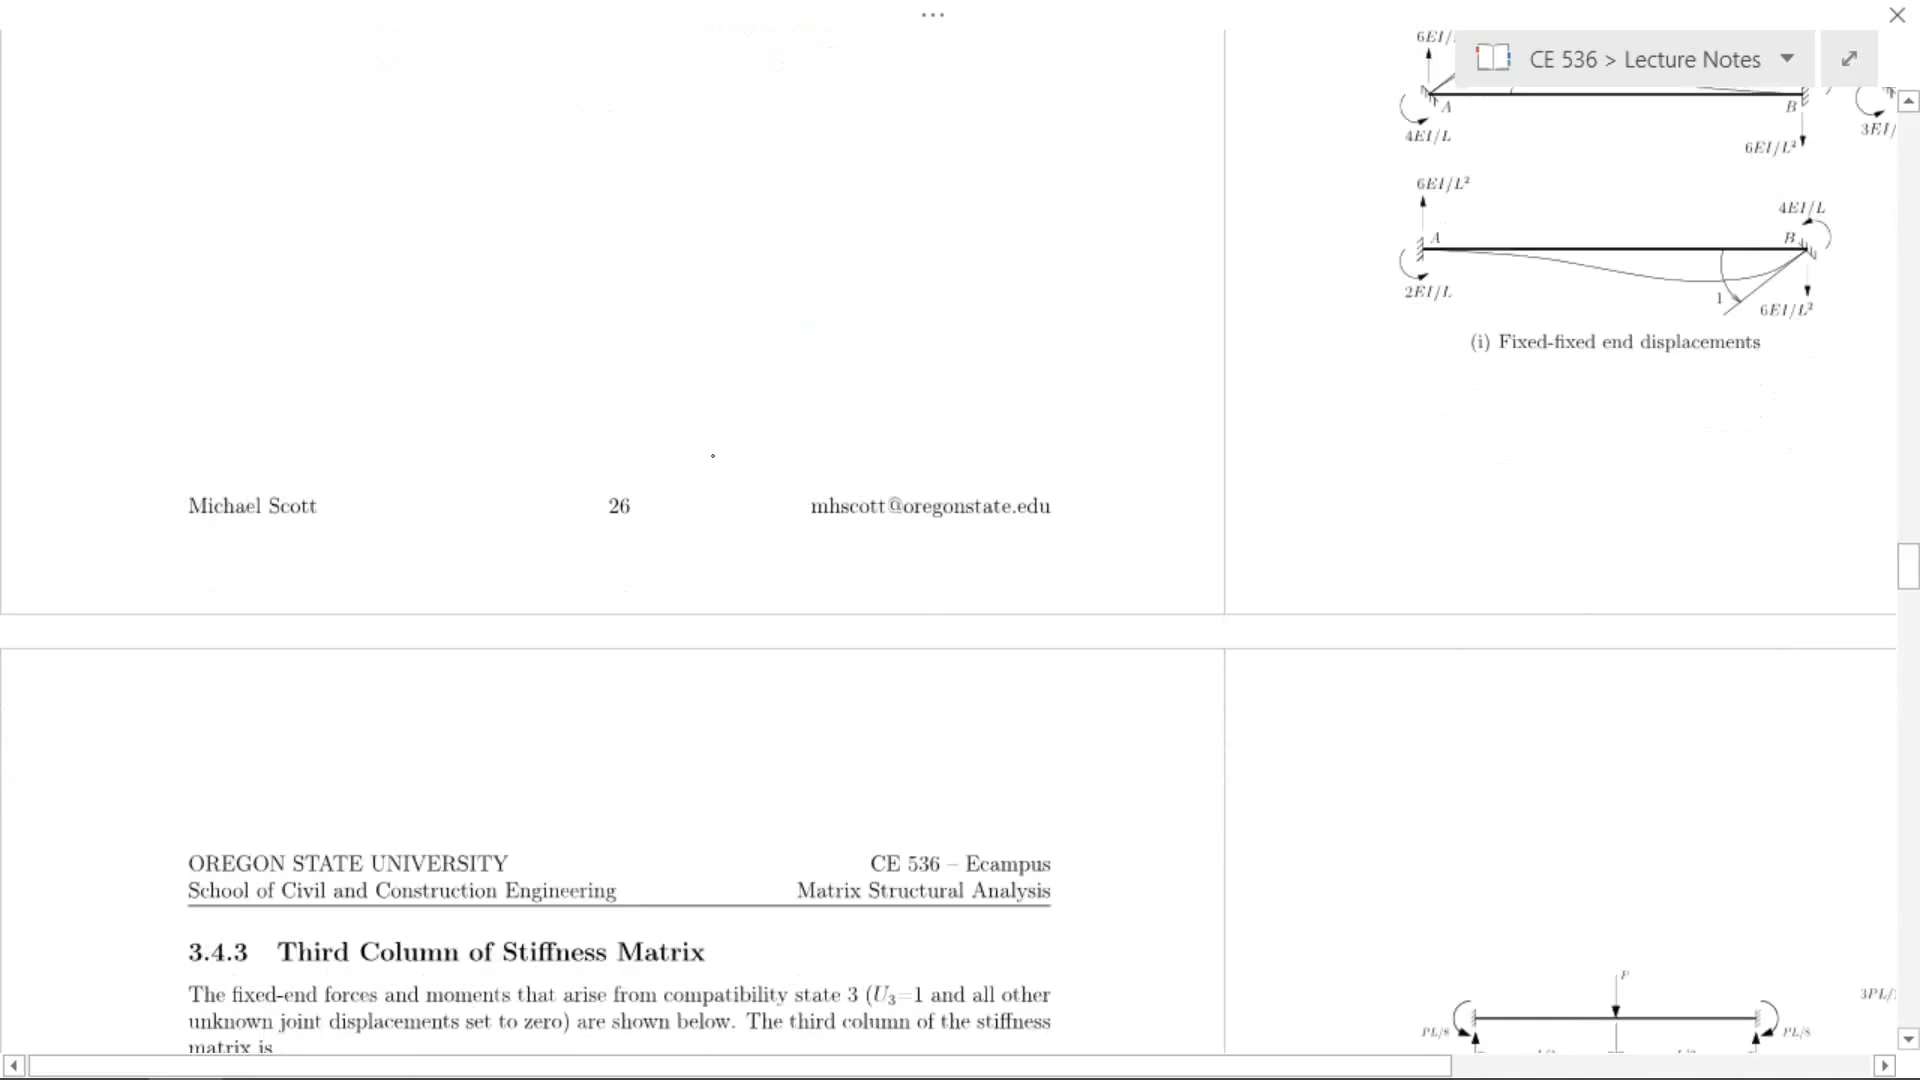 ...
CE 536 > Lecture Notes
6EI/
A
B
4EI/L
6EI/L²
3EI/
6EI/L²
4EI/L
A
B
2EI/L
1
6EI/L²
(i) Fixed-fixed end displacements
Michael Scott 26 mhscott@oregonstate.edu
OREGON STATE UNIVERSITY CE 536 – Ecampus
School of Civil and Construction Engineering Matrix Structural Analysis
3.4.3 Third Column of Stiffness Matrix
The fixed-end forces and moments that arise from compatibility state 3 (U₃=1 and all other
unknown joint displacements set to zero) are shown below. The third column of the stiffness
matrix is
P
3PL/
PL/8
PL/8